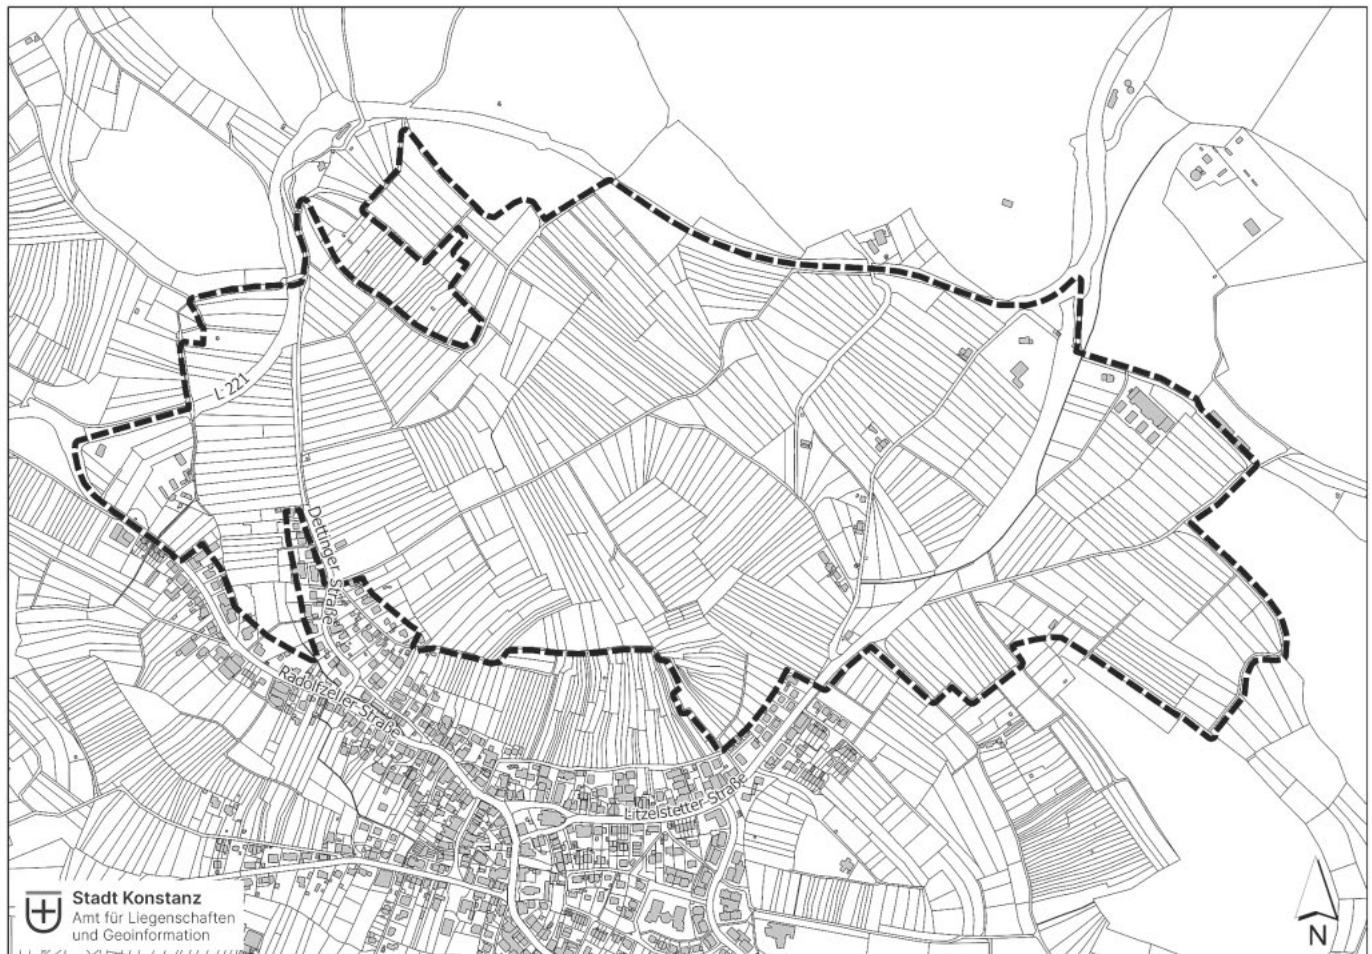 L 221
Dettinger Straße
Radolfzeller Straße
Litzelstetter Straße
Stadt Konstanz
Amt für Liegenschaften
und Geoinformation
N